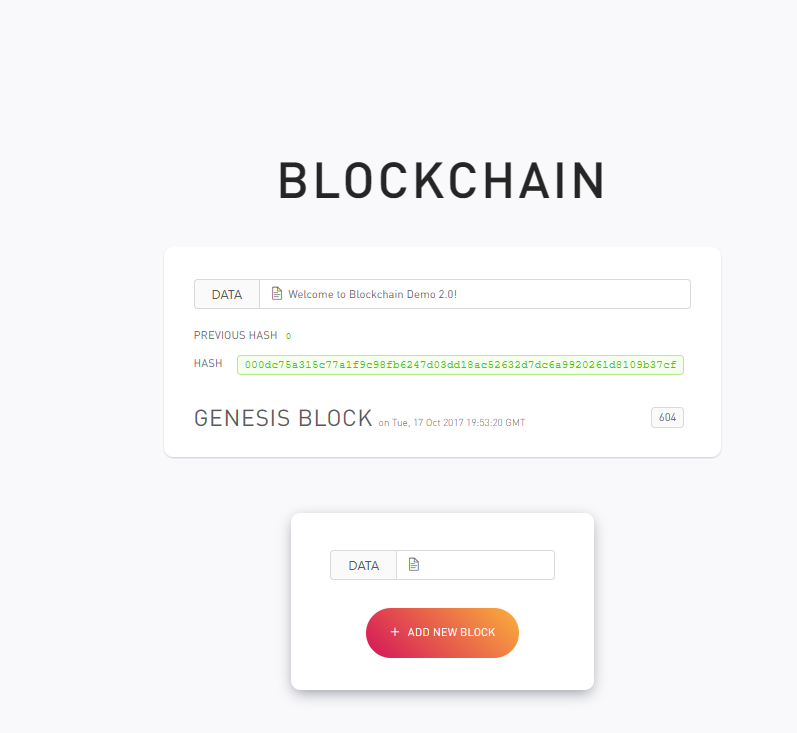 BLOCKCHAIN
DATA Welcome to Blockchain Demo 2.0!
PREVIOUS HASH 0
HASH 000dc75a315c77a1f9c98fb6247d03dd18ac52632d7dc6a9920261d8109b37cf
GENESIS BLOCK on Tue, 17 Oct 2017 19:53:20 GMT 604
DATA
+ ADD NEW BLOCK